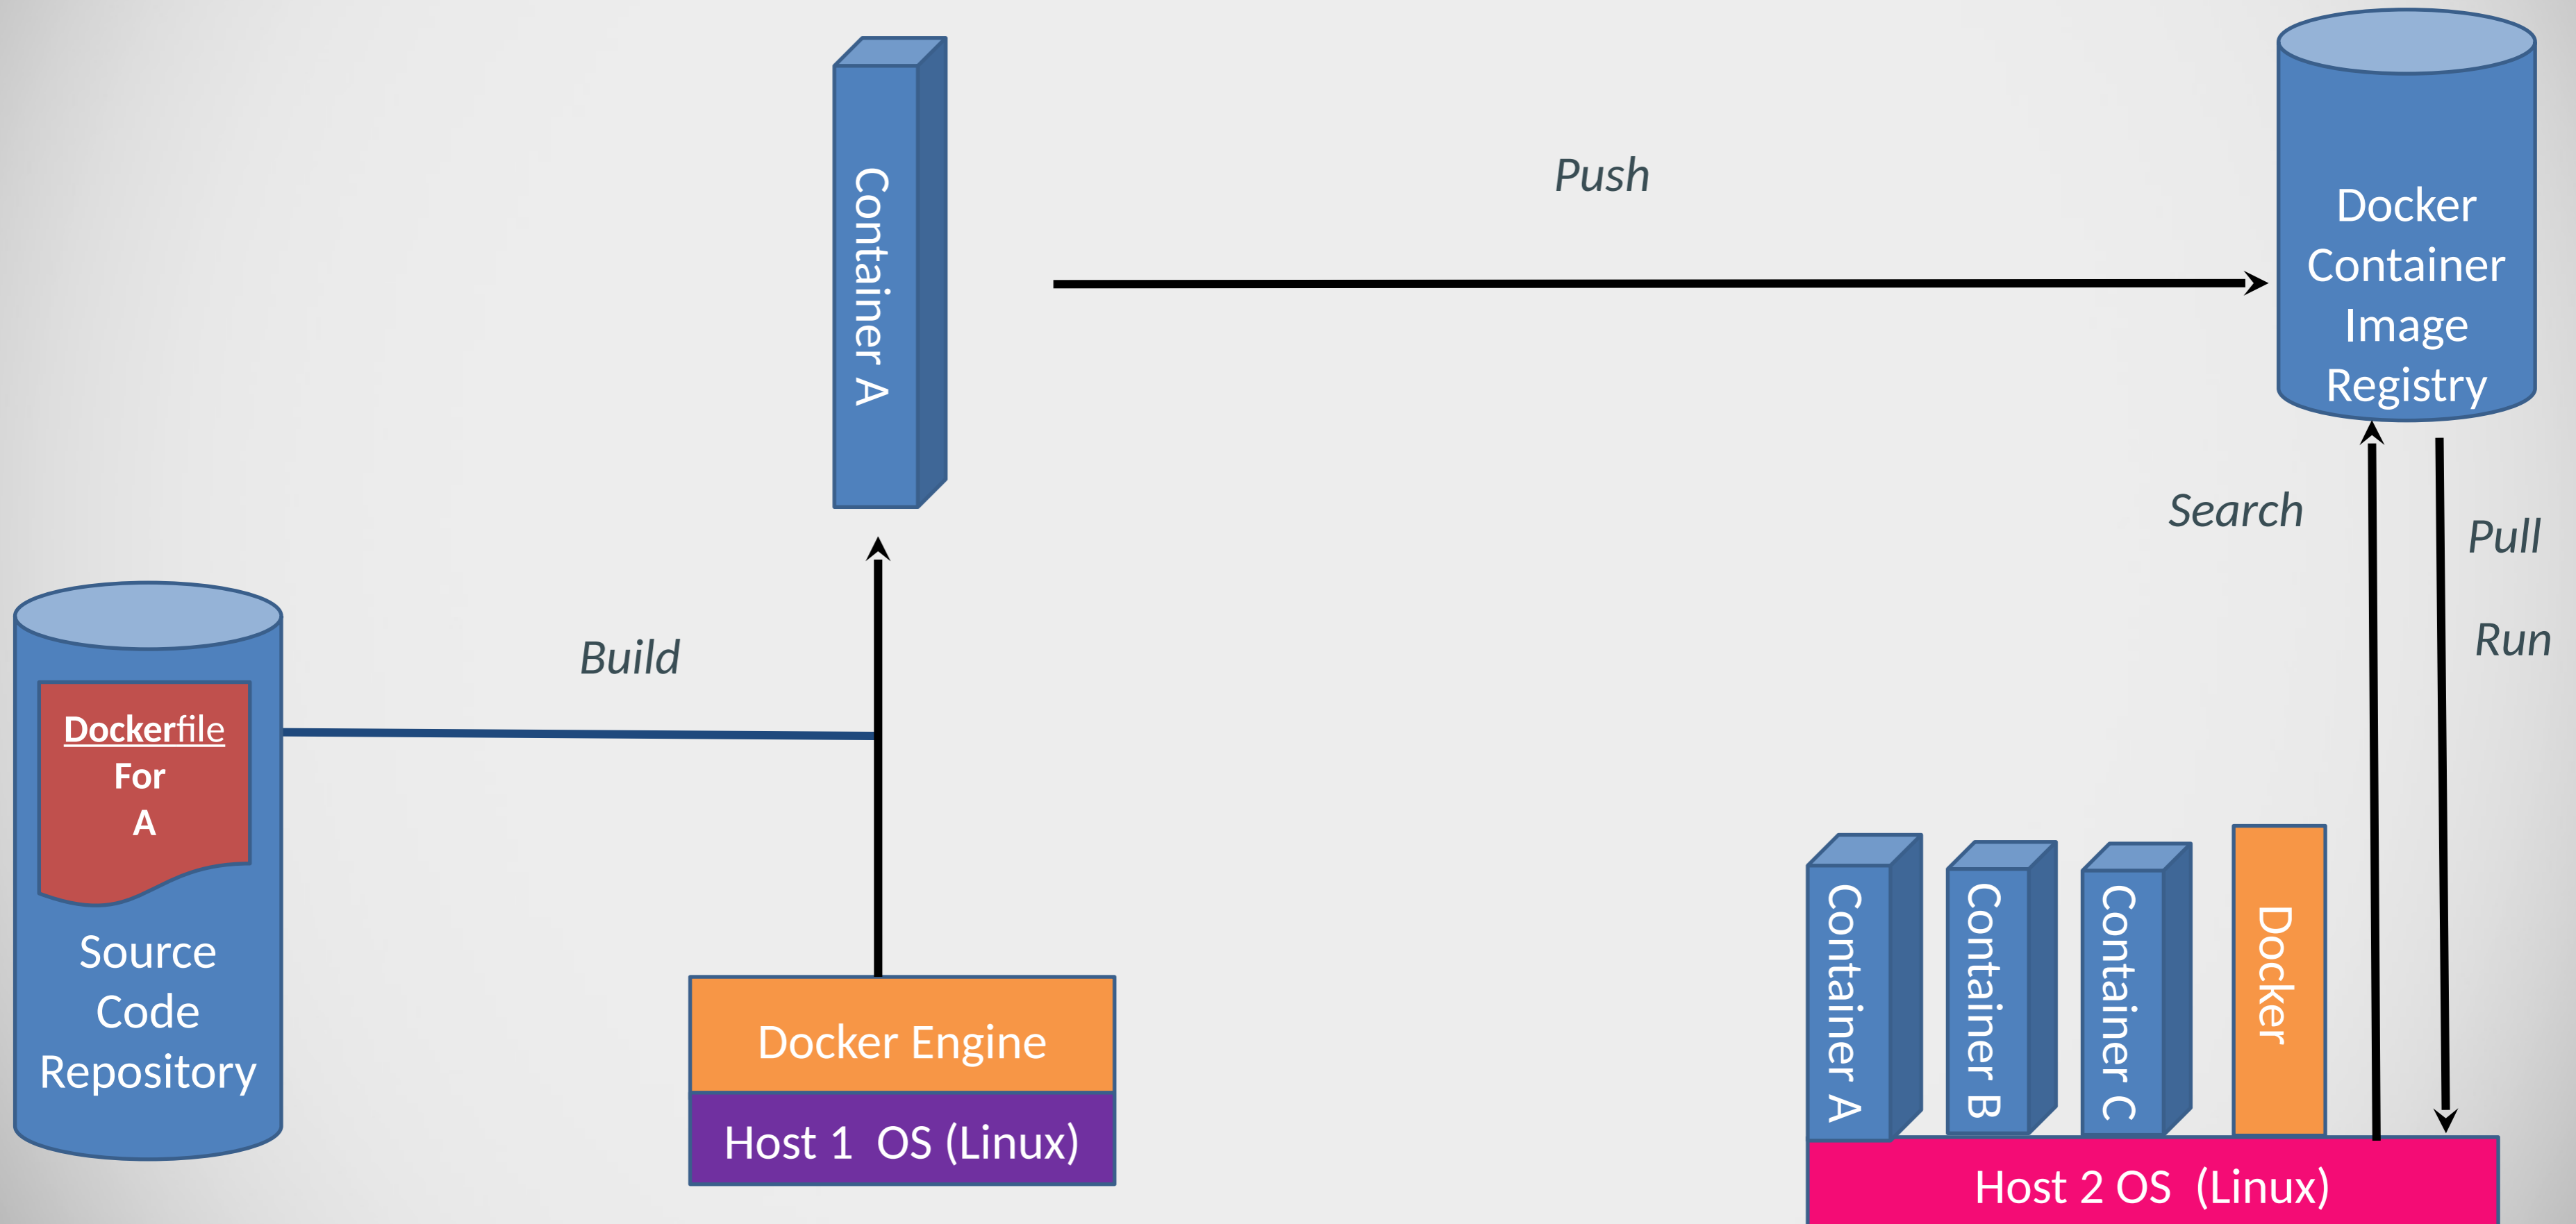 Container A
Push
Docker
Container
Image
Registry
Search
Pull
Run
Build
Dockerfile
For
A
Source
Code
Repository
Docker Engine
Host 1  OS (Linux)
Container A
Container B
Container C
Docker
Host 2 OS  (Linux)